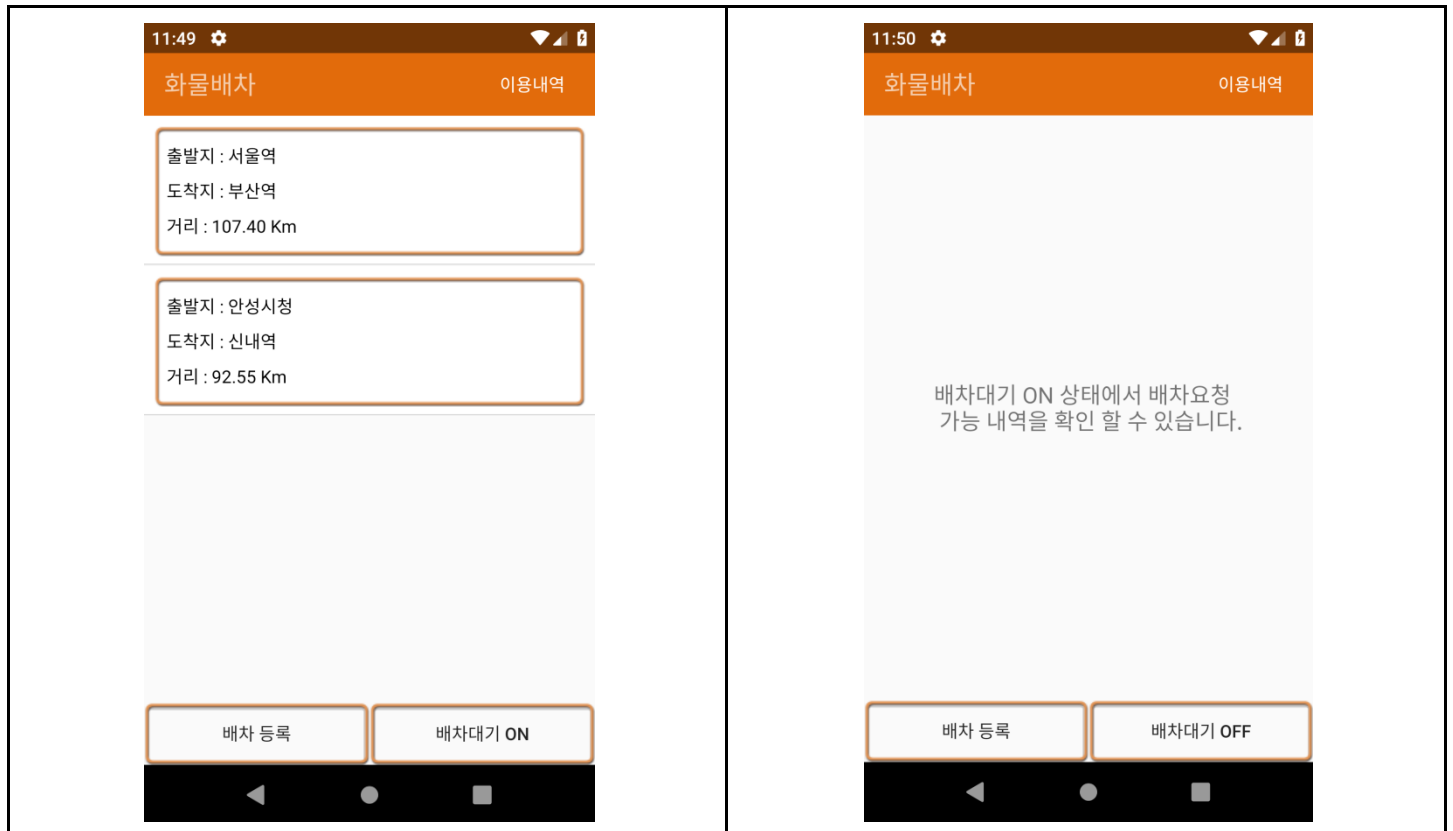 11:49
화물배차 이용내역
출발지 : 서울역
도착지 : 부산역
거리 : 107.40 Km
출발지 : 안성시청
도착지 : 신내역
거리 : 92.55 Km
배차 등록 배차대기 ON
11:50
화물배차 이용내역
배차대기 ON 상태에서 배차요청
가능 내역을 확인 할 수 있습니다.
배차 등록 배차대기 OFF